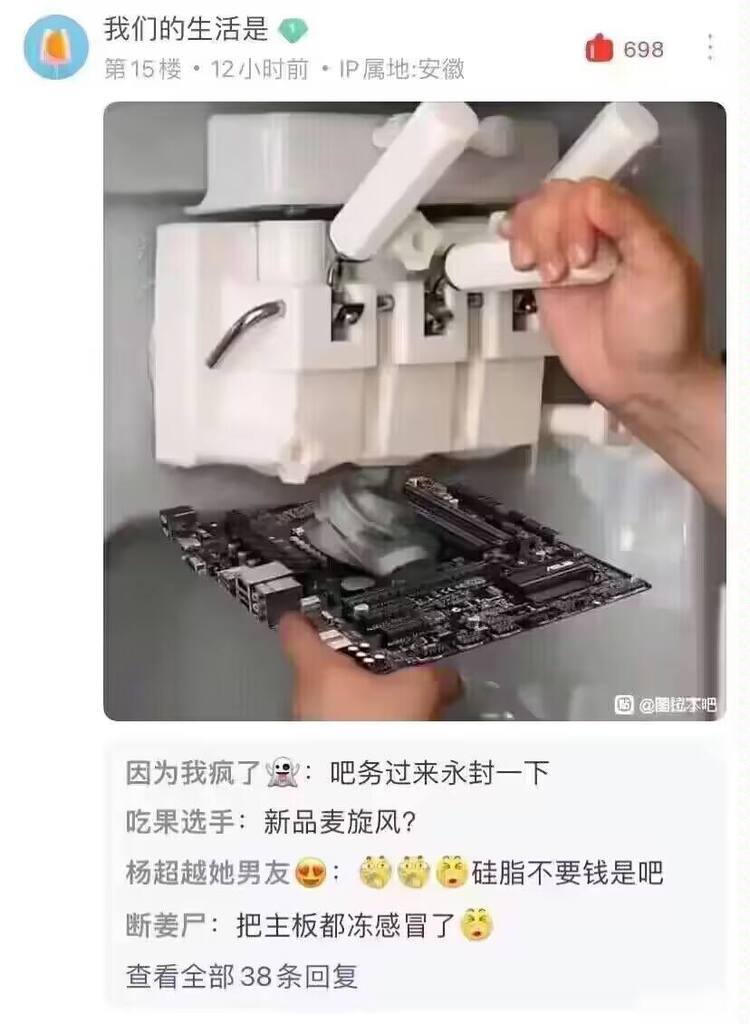 我们的生活是
1
698
第15楼 • 12小时前 • IP属地:安徽
ASUS
贴 @图拉丁吧
因为我疯了👻：吧务过来永封一下
吃果选手：新品麦旋风？
杨超越她男友😍：硅脂不要钱是吧
断姜尸：把主板都冻感冒了
查看全部38条回复